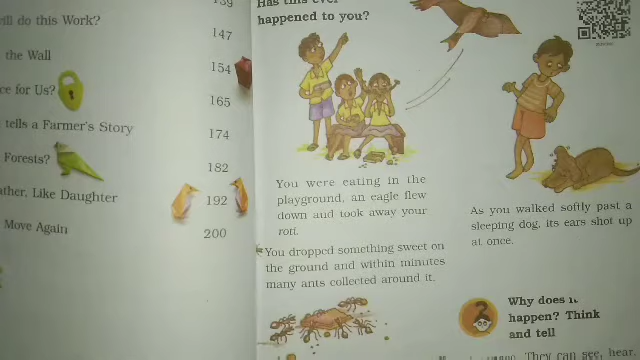 139
will do this Work?
147
the Wall
154
ce for Us?
165
tells a Farmer's Story
174
Forests?
182
ather, Like Daughter
192
Move Again
200
Has this ever
happened to you?
You were eating in the
playground, an eagle flew
down and took away your
roti.
You dropped something sweet on
the ground and within minutes
many ants collected around it.
As you walked softly past a
sleeping dog, its ears shot up
at once.
Why does it
happen? Think
and tell
They can see, hear,